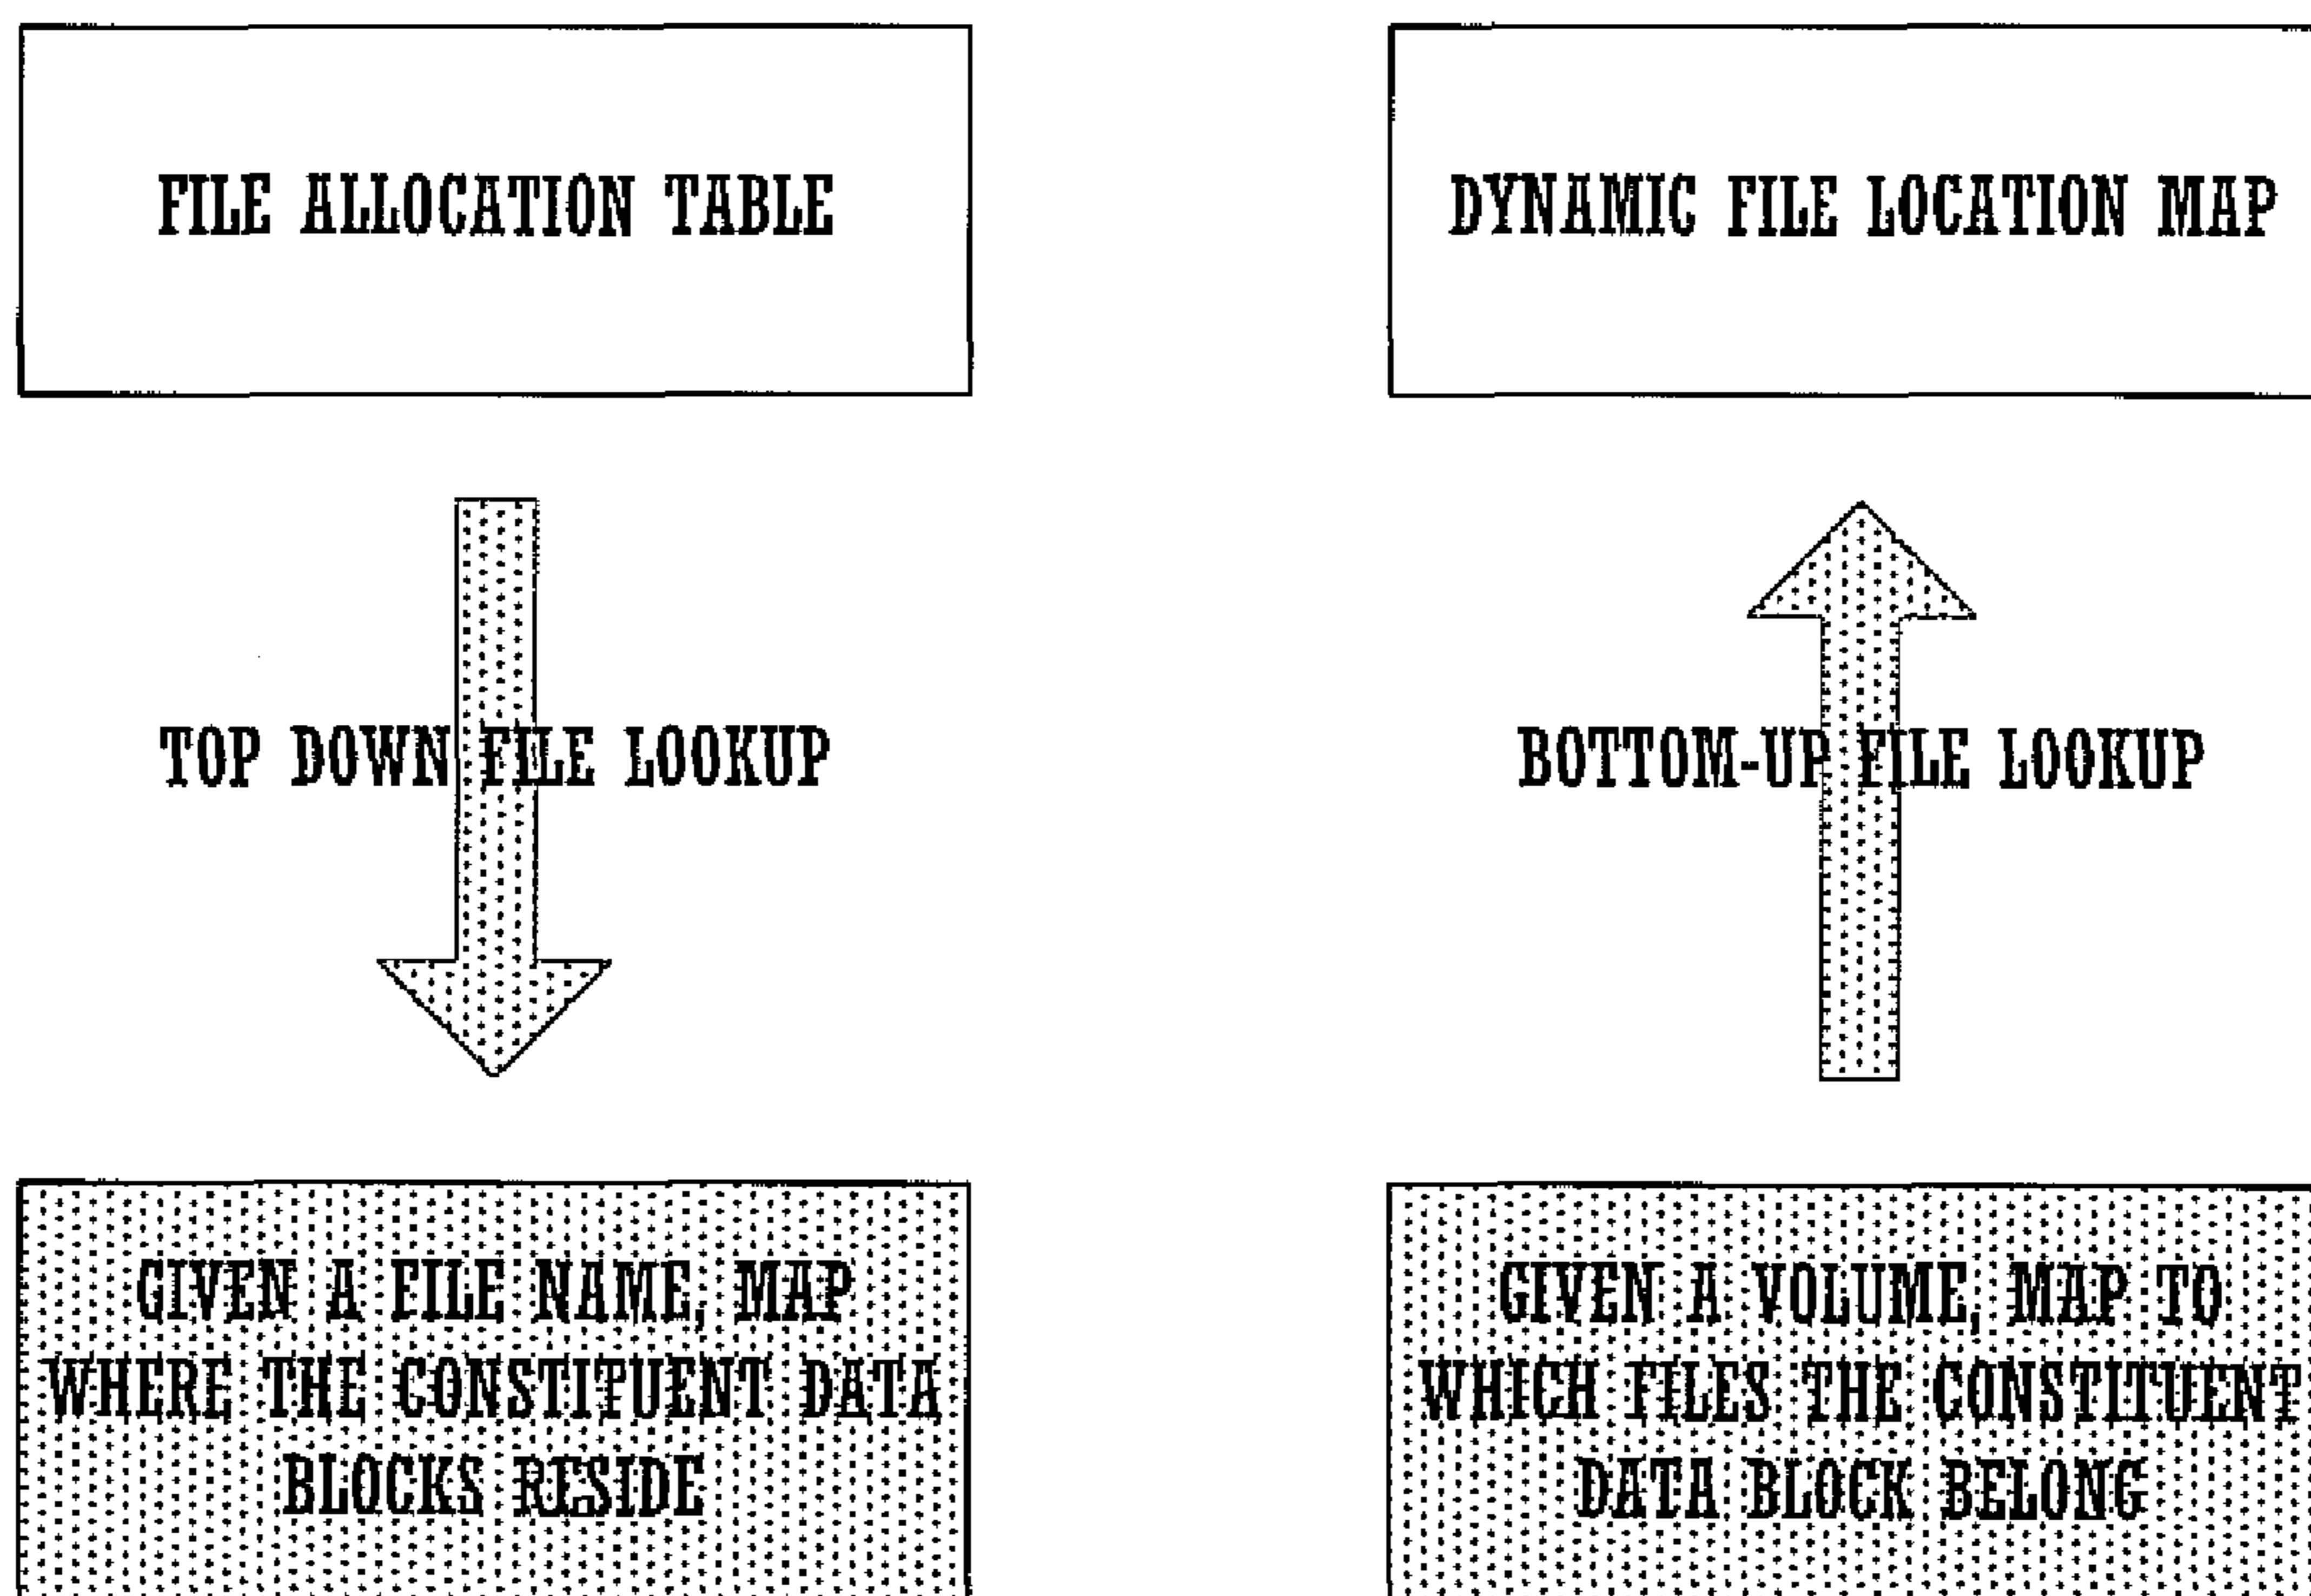 FILE ALLOCATION TABLE
DYNAMIC FILE LOCATION MAP
TOP DOWN FILE LOOKUP
BOTTOM-UP FILE LOOKUP
GIVEN A FILE NAME, MAP
WHERE THE CONSTITUENT DATA
BLOCKS RESIDE
GIVEN A VOLUME, MAP TO
WHICH FILES THE CONSTITUENT
DATA BLOCK BELONG